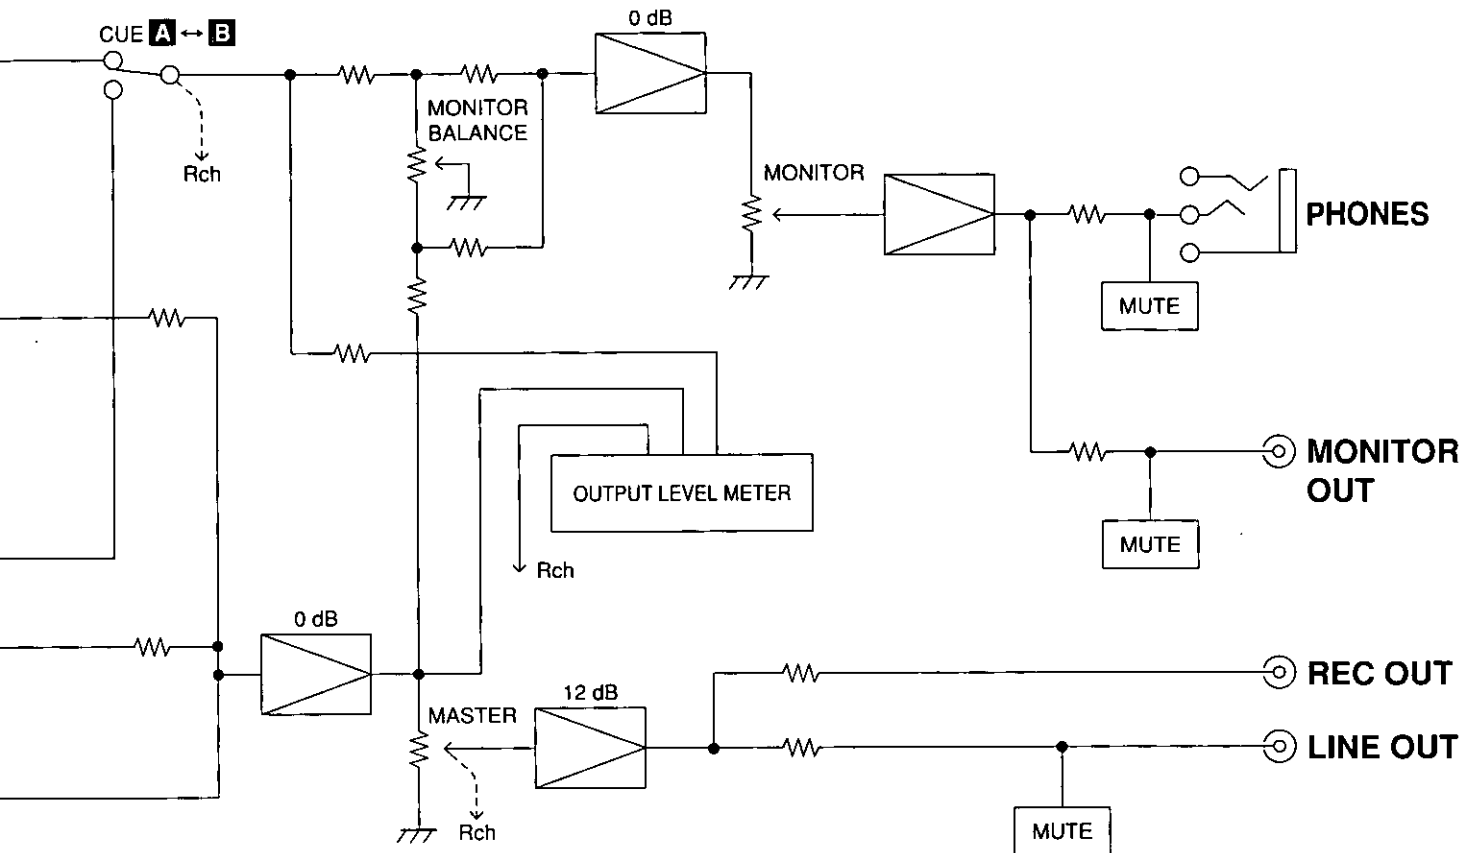 CUE A ↔ B
0 dB
MONITOR
BALANCE
Rch
MONITOR
PHONES
MUTE
MONITOR
OUT
OUTPUT LEVEL METER
MUTE
Rch
0 dB
12 dB
REC OUT
MASTER
LINE OUT
Rch
MUTE